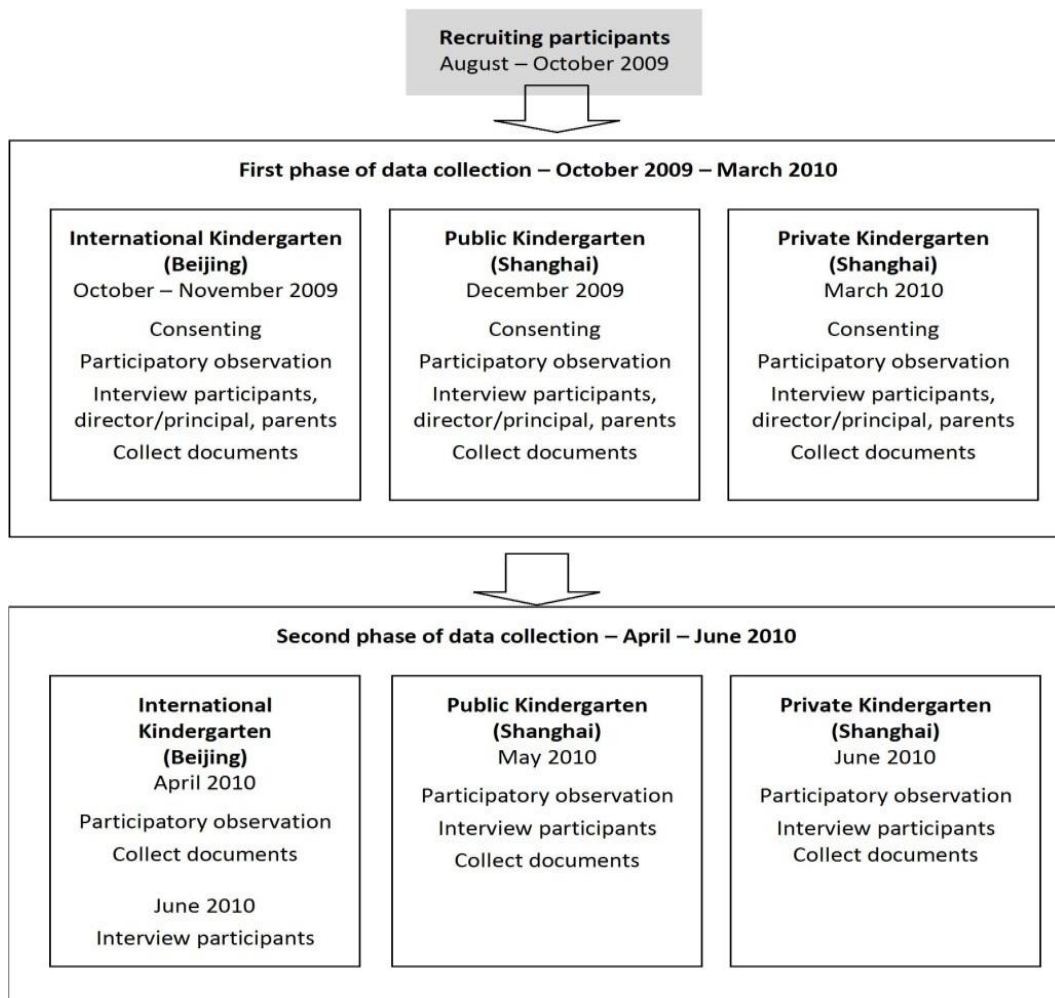 Recruiting participants
August – October 2009
First phase of data collection – October 2009 – March 2010
International Kindergarten
(Beijing)
October – November 2009
Consenting
Participatory observation
Interview participants,
director/principal, parents
Collect documents
Public Kindergarten
(Shanghai)
December 2009
Consenting
Participatory observation
Interview participants,
director/principal, parents
Collect documents
Private Kindergarten
(Shanghai)
March 2010
Consenting
Participatory observation
Interview participants,
director/principal, parents
Collect documents
Second phase of data collection – April – June 2010
International
Kindergarten
(Beijing)
April 2010
Participatory observation
Collect documents
June 2010
Interview participants
Public Kindergarten
(Shanghai)
May 2010
Participatory observation
Interview participants
Collect documents
Private Kindergarten
(Shanghai)
June 2010
Participatory observation
Interview participants
Collect documents